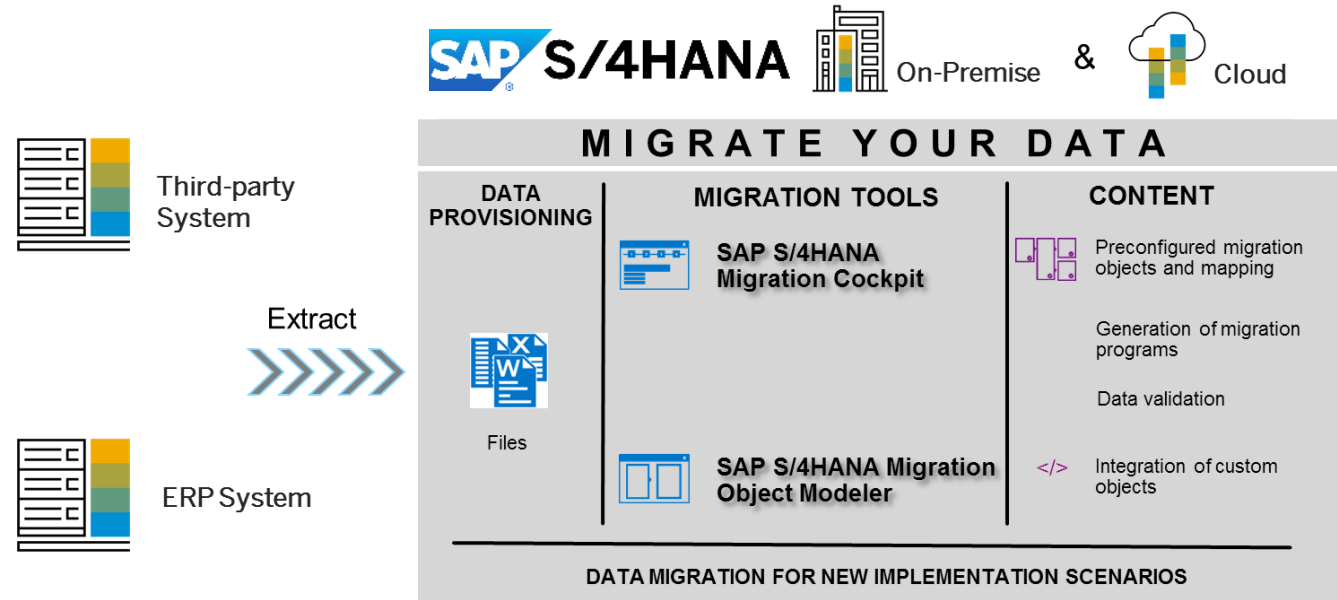 SAP S/4HANA On-Premise & Cloud
MIGRATE YOUR DATA
Third-party
System
Extract
ERP System
DATA
PROVISIONING
Files
MIGRATION TOOLS
SAP S/4HANA
Migration Cockpit
SAP S/4HANA Migration
Object Modeler
CONTENT
Preconfigured migration
objects and mapping
Generation of migration
programs
Data validation
</> Integration of custom
objects
DATA MIGRATION FOR NEW IMPLEMENTATION SCENARIOS
X
W